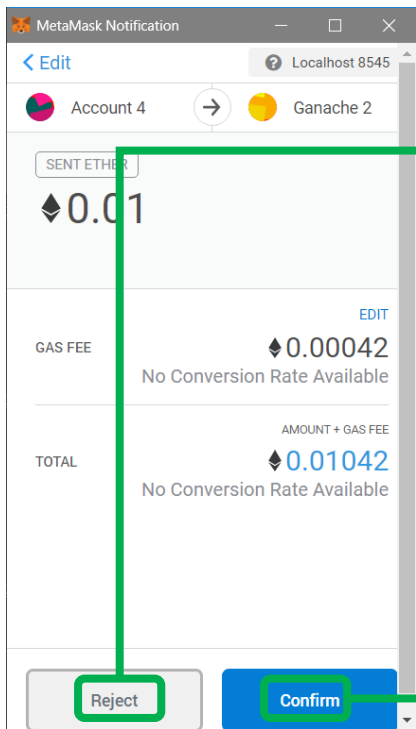 MetaMask Notification
Edit
Localhost 8545
Account 4
Ganache 2
SENT ETHER
0.01
EDIT
GAS FEE
0.00042
No Conversion Rate Available
AMOUNT + GAS FEE
TOTAL
0.01042
No Conversion Rate Available
Reject
Confirm